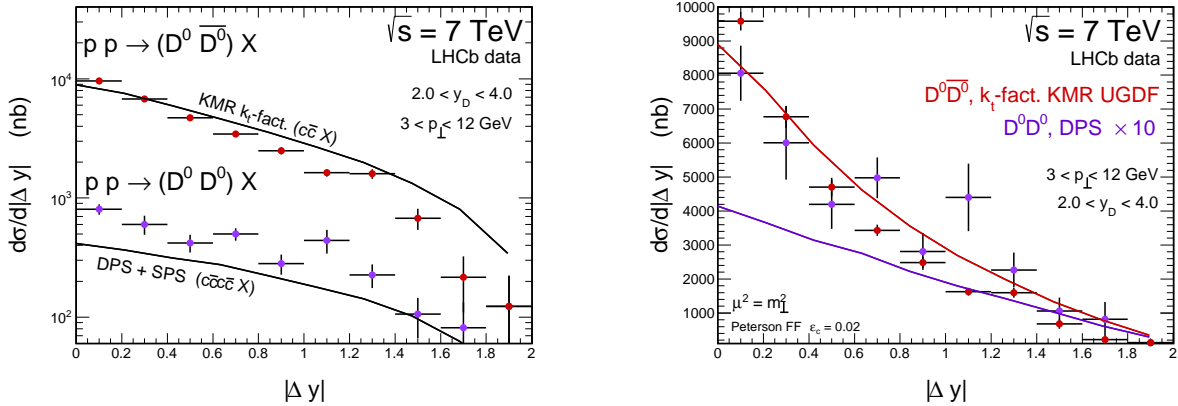 p p → (D⁰ D̅⁰) X
√s = 7 TeV
LHCb data
2.0 < y_D < 4.0
3 < p_⊥ < 12 GeV
KMR k_t-fact. (cc̅ X)
p p → (D⁰ D⁰) X
DPS + SPS (cc̅cc̅ X)
dσ/d|Δ y| (nb)
10⁴
10³
10²
0 0.2 0.4 0.6 0.8 1 1.2 1.4 1.6 1.8 2
|Δ y|
√s = 7 TeV
LHCb data
D⁰D̅⁰, k_t-fact. KMR UGDF
D⁰D⁰, DPS × 10
3 < p_⊥ < 12 GeV
2.0 < y_D < 4.0
μ² = m²_⊥
Peterson FF ε_c = 0.02
dσ/d|Δ y| (nb)
10000
9000
8000
7000
6000
5000
4000
3000
2000
1000
0 0.2 0.4 0.6 0.8 1 1.2 1.4 1.6 1.8 2
|Δ y|